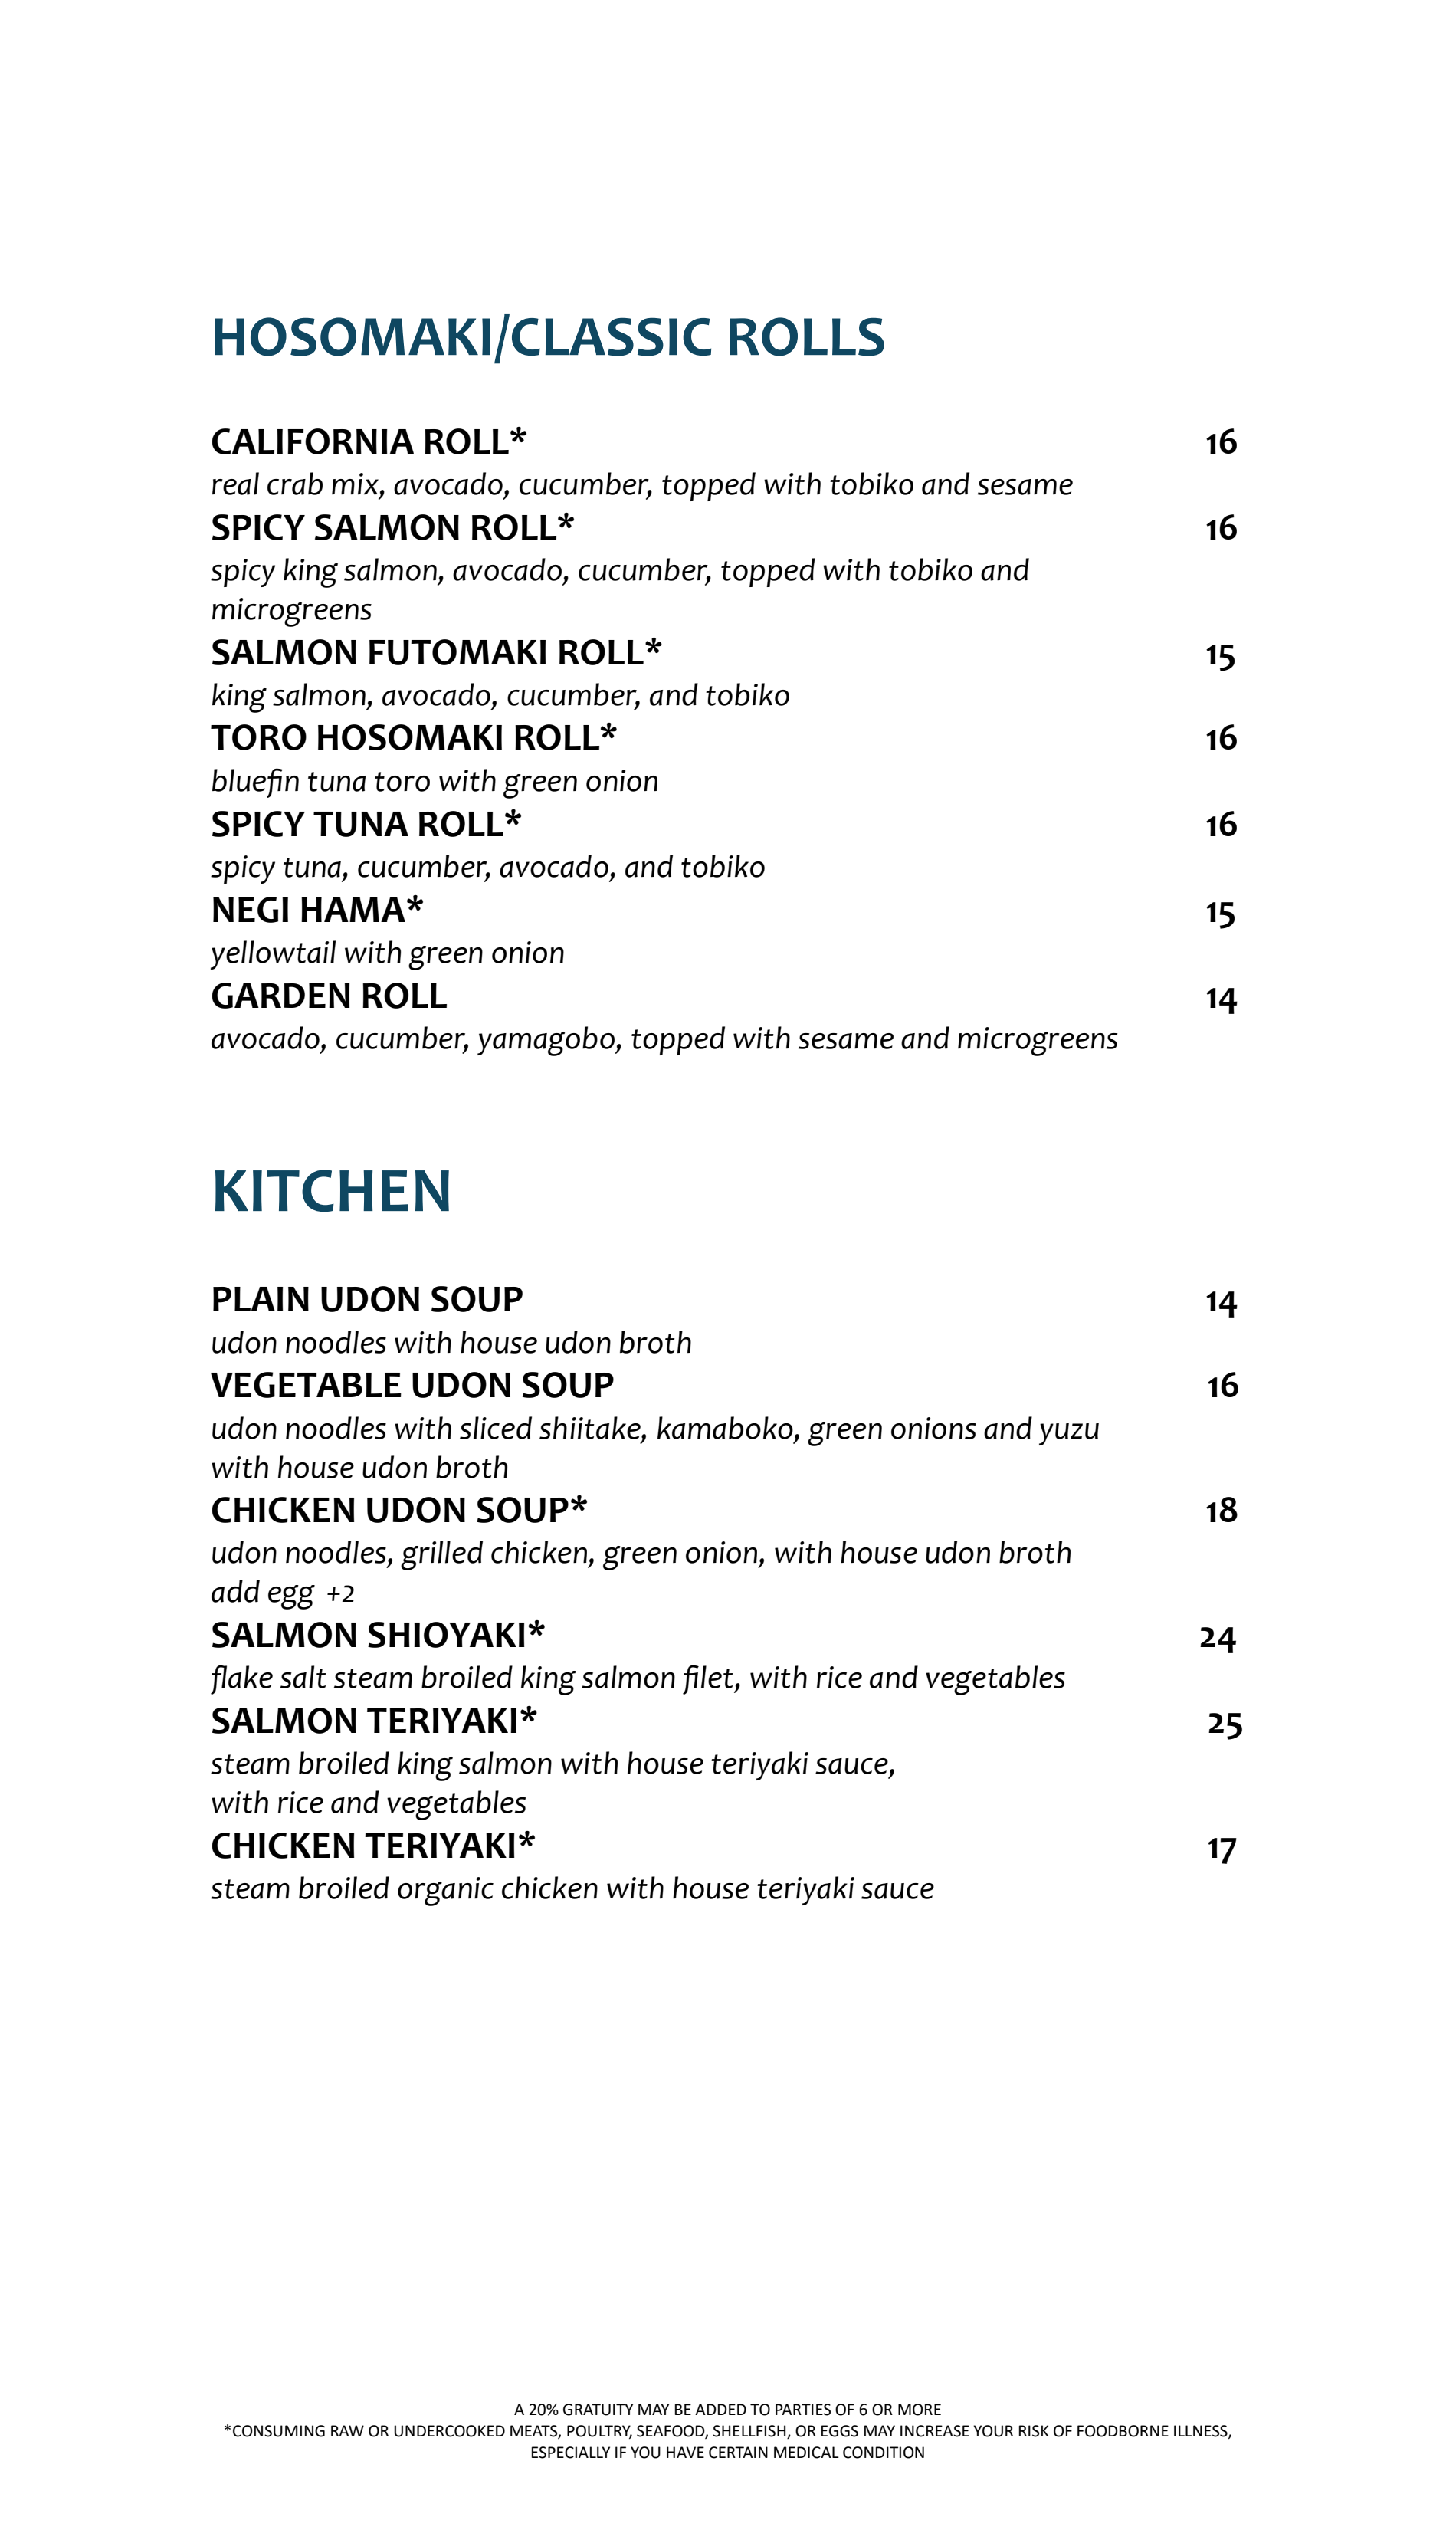 HOSOMAKI/CLASSIC ROLLS
CALIFORNIA ROLL* 16
real crab mix, avocado, cucumber, topped with tobiko and sesame
SPICY SALMON ROLL* 16
spicy king salmon, avocado, cucumber, topped with tobiko and
microgreens
SALMON FUTOMAKI ROLL* 15
king salmon, avocado, cucumber, and tobiko
TORO HOSOMAKI ROLL* 16
bluefin tuna toro with green onion
SPICY TUNA ROLL* 16
spicy tuna, cucumber, avocado, and tobiko
NEGI HAMA* 15
yellowtail with green onion
GARDEN ROLL 14
avocado, cucumber, yamagobo, topped with sesame and microgreens
KITCHEN
PLAIN UDON SOUP 14
udon noodles with house udon broth
VEGETABLE UDON SOUP 16
udon noodles with sliced shiitake, kamaboko, green onions and yuzu
with house udon broth
CHICKEN UDON SOUP* 18
udon noodles, grilled chicken, green onion, with house udon broth
add egg +2
SALMON SHIOYAKI* 24
flake salt steam broiled king salmon filet, with rice and vegetables
SALMON TERIYAKI* 25
steam broiled king salmon with house teriyaki sauce,
with rice and vegetables
CHICKEN TERIYAKI* 17
steam broiled organic chicken with house teriyaki sauce
A 20% GRATUITY MAY BE ADDED TO PARTIES OF 6 OR MORE
*CONSUMING RAW OR UNDERCOOKED MEATS, POULTRY, SEAFOOD, SHELLFISH, OR EGGS MAY INCREASE YOUR RISK OF FOODBORNE ILLNESS,
ESPECIALLY IF YOU HAVE CERTAIN MEDICAL CONDITION